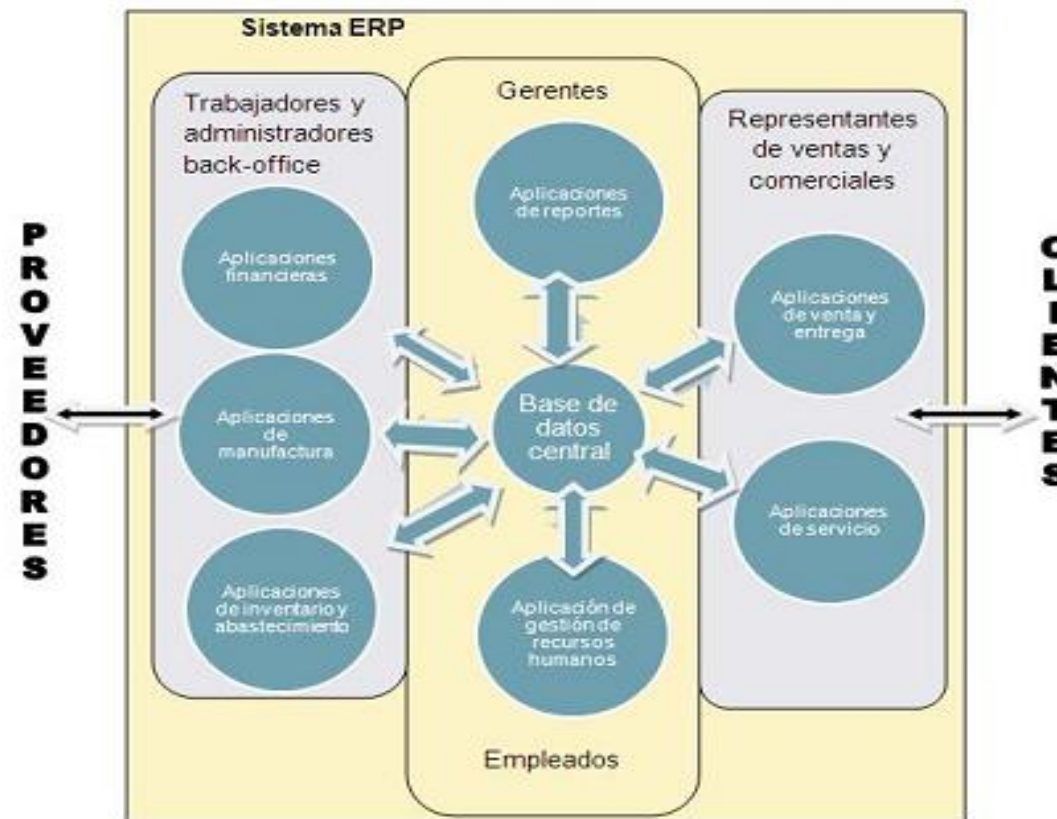 Sistema ERP
PROVEEDORES
Trabajadores y
administradores
back-office
Aplicaciones
financieras
Aplicaciones
de
manufactura
Aplicaciones
de inventario y
abastecimiento
Gerentes
Aplicaciones
de reportes
Base de
datos
central
Aplicación de
gestión de
recursos
humanos
Empleados
Representantes
de ventas y
comerciales
Aplicaciones
de venta y
entrega
Aplicaciones
de servicio
CLIENTES